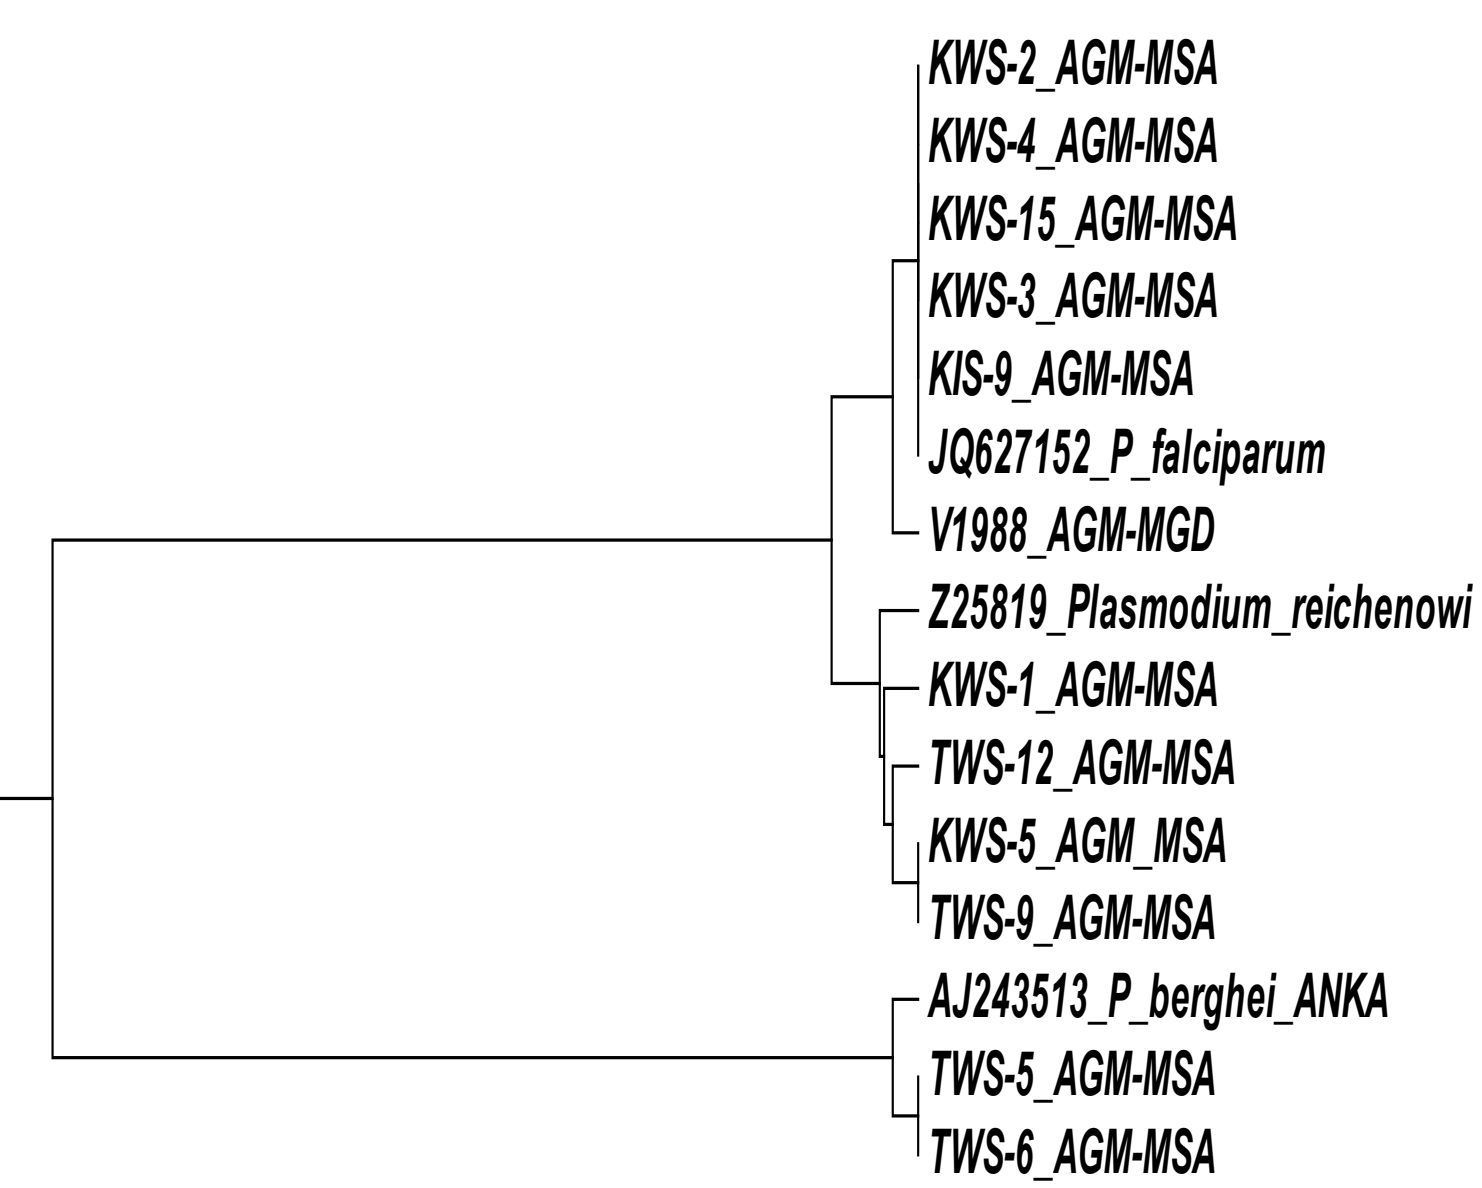 KWS-2_AGM-MSA
KWS-4_AGM-MSA
KWS-15_AGM-MSA
KWS-3_AGM-MSA
KIS-9_AGM-MSA
JQ627152_P_falciparum
V1988_AGM-MGD
Z25819_Plasmodium_reichenowi
KWS-1_AGM-MSA
TWS-12_AGM-MSA
KWS-5_AGM_MSA
TWS-9_AGM-MSA
AJ243513_P_berghei_ANKA
TWS-5_AGM-MSA
TWS-6_AGM-MSA